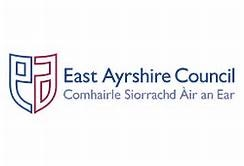 East Ayrshire Council
Comhairle Siorrachd Àir an Ear